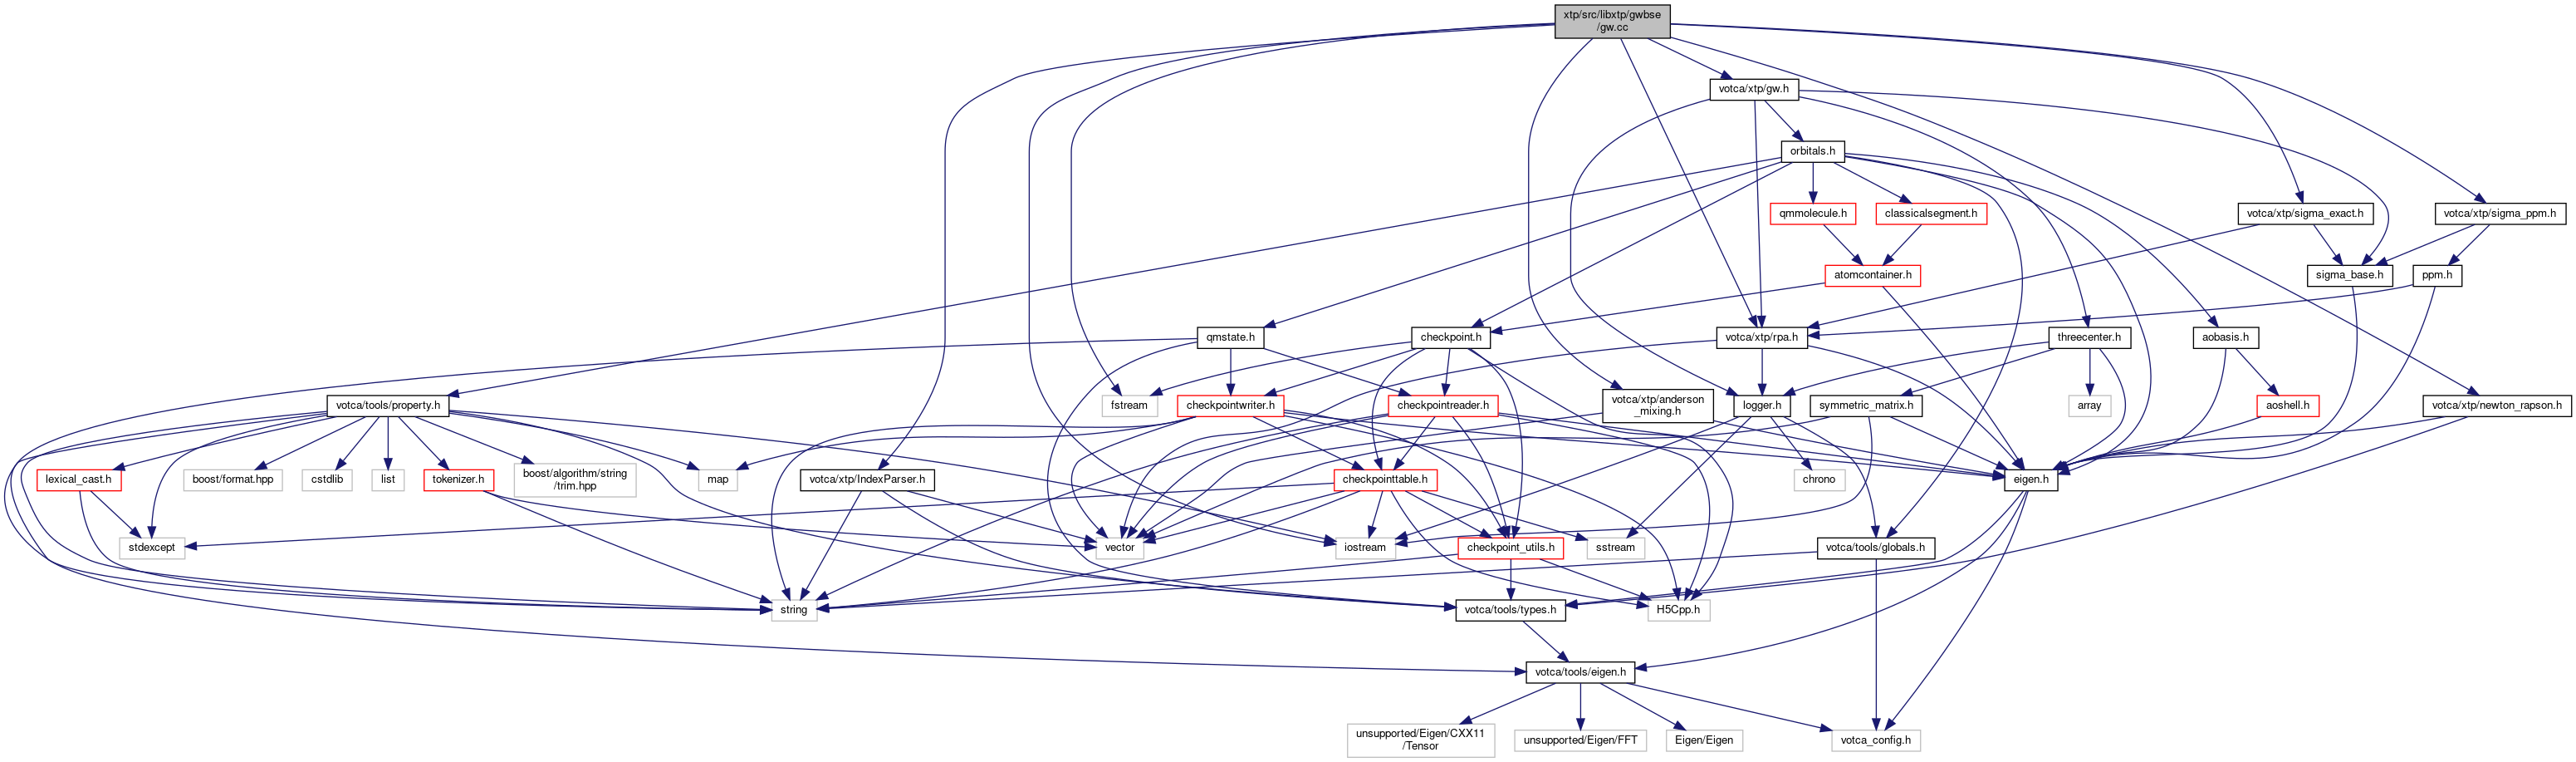 xtp/src/libxtp/gwbse
/gw.cc
votca/xtp/gw.h
orbitals.h
qmmolecule.h
classicalsegment.h
votca/xtp/sigma_exact.h
votca/xtp/sigma_ppm.h
atomcontainer.h
sigma_base.h
ppm.h
qmstate.h
checkpoint.h
votca/xtp/rpa.h
threecenter.h
aobasis.h
votca/tools/property.h
fstream
checkpointwriter.h
checkpointreader.h
votca/xtp/anderson
_mixing.h
logger.h
symmetric_matrix.h
array
aoshell.h
votca/xtp/newton_rapson.h
lexical_cast.h
boost/format.hpp
cstdlib
list
tokenizer.h
boost/algorithm/string
/trim.hpp
map
votca/xtp/IndexParser.h
checkpointtable.h
chrono
eigen.h
stdexcept
vector
iostream
checkpoint_utils.h
sstream
votca/tools/globals.h
string
votca/tools/types.h
H5Cpp.h
votca/tools/eigen.h
unsupported/Eigen/CXX11
/Tensor
unsupported/Eigen/FFT
Eigen/Eigen
votca_config.h